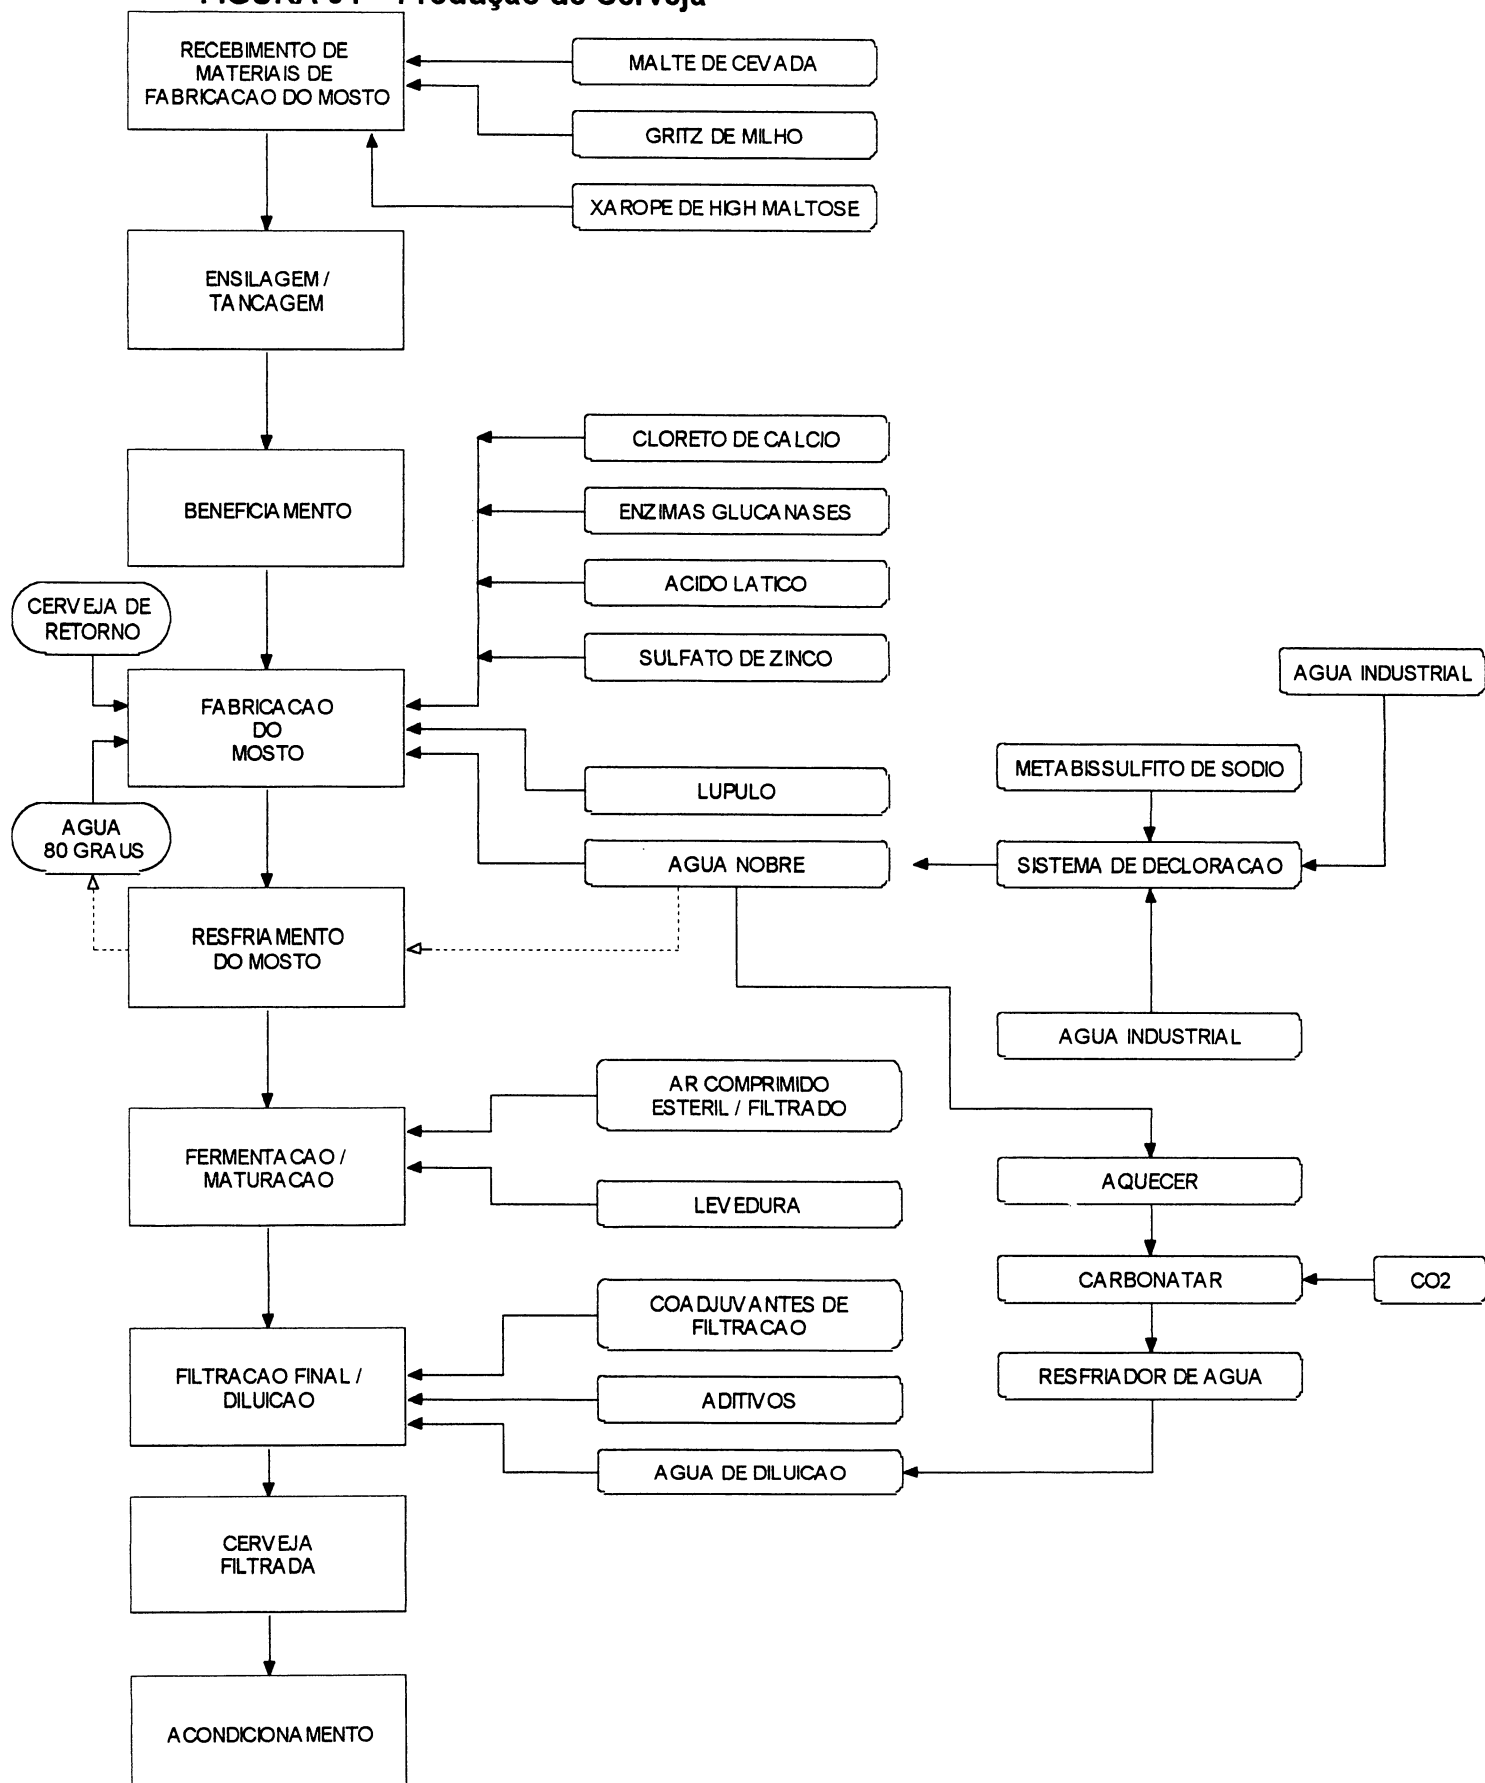 RECEBIMENTO DE
MATERIAIS DE
FABRICACAO DO MOSTO
MALTE DE CEVADA
GRITZ DE MILHO
XAROPE DE HIGH MALTOSE
ENSILAGEM /
TANCAGEM
CLORETO DE CALCIO
BENEFICIAMENTO
ENZIMAS GLUCANASES
ACIDO LATICO
CERVEJA DE
RETORNO
SULFATO DE ZINCO
AGUA INDUSTRIAL
FABRICACAO
DO
MOSTO
METABISSULFITO DE SODIO
LUPULO
AGUA
80 GRAUS
AGUA NOBRE
SISTEMA DE DECLORACAO
RESFRIAMENTO
DO MOSTO
AGUA INDUSTRIAL
AR COMPRIMIDO
ESTERIL / FILTRADO
FERMENTACAO /
MATURACAO
AQUECER
LEVEDURA
CARBONATAR
CO2
COADJUVANTES DE
FILTRACAO
FILTRACAO FINAL /
DILUICAO
RESFRIADOR DE AGUA
ADITIVOS
AGUA DE DILUICAO
CERVEJA
FILTRADA
ACONDICIONAMENTO